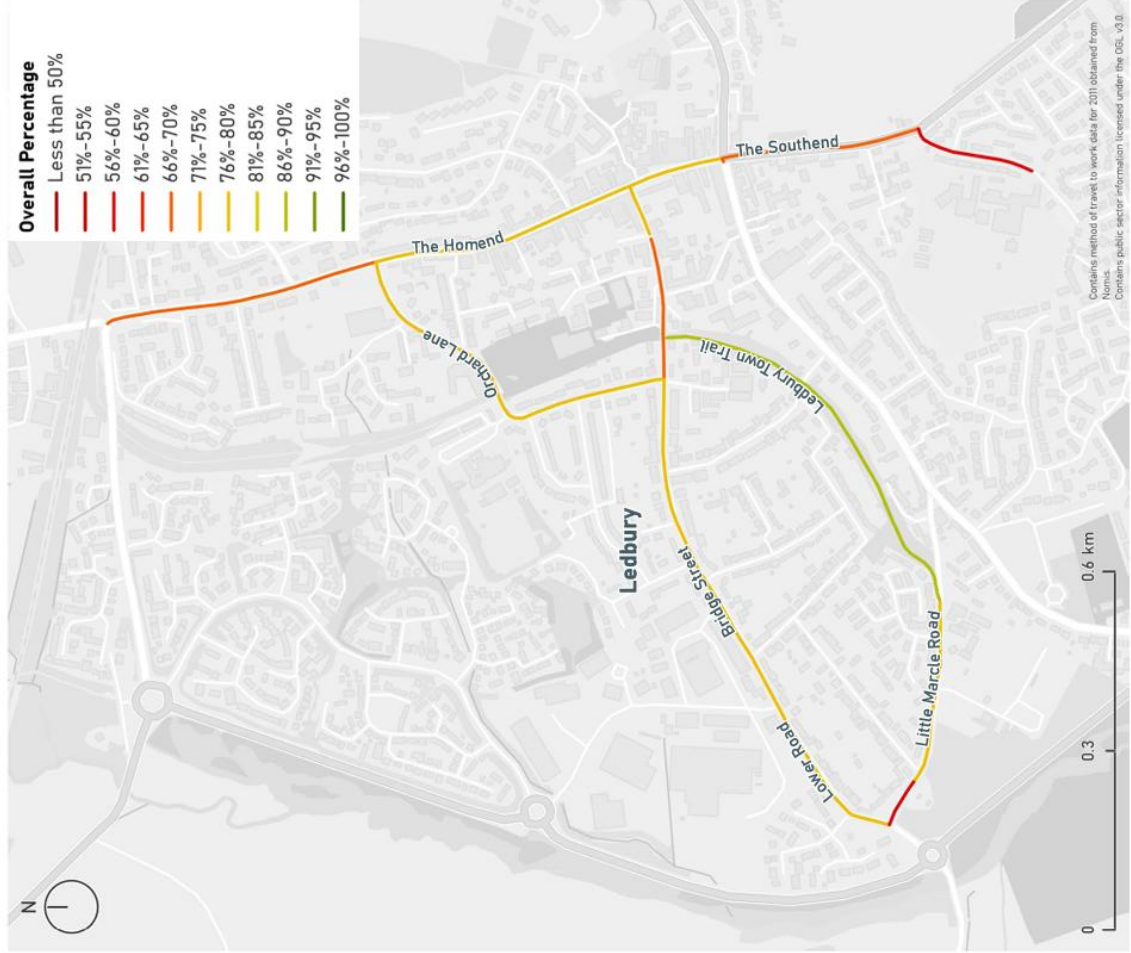 Overall Percentage
Less than 50%
51%–55%
56%–60%
61%–65%
66%–70%
71%–75%
76%–80%
81%–85%
86%–90%
91%–95%
96%–100%
N
The Homend
Orchard Lane
The Southend
Ledbury Town Trail
Ledbury
Bridge Street
Lower Road
Little Marcle Road
0
0.3
0.6 km
Contains method of travel to work data for 2011 obtained from
Nomis.
Contains public sector information licensed under the OGL v3.0